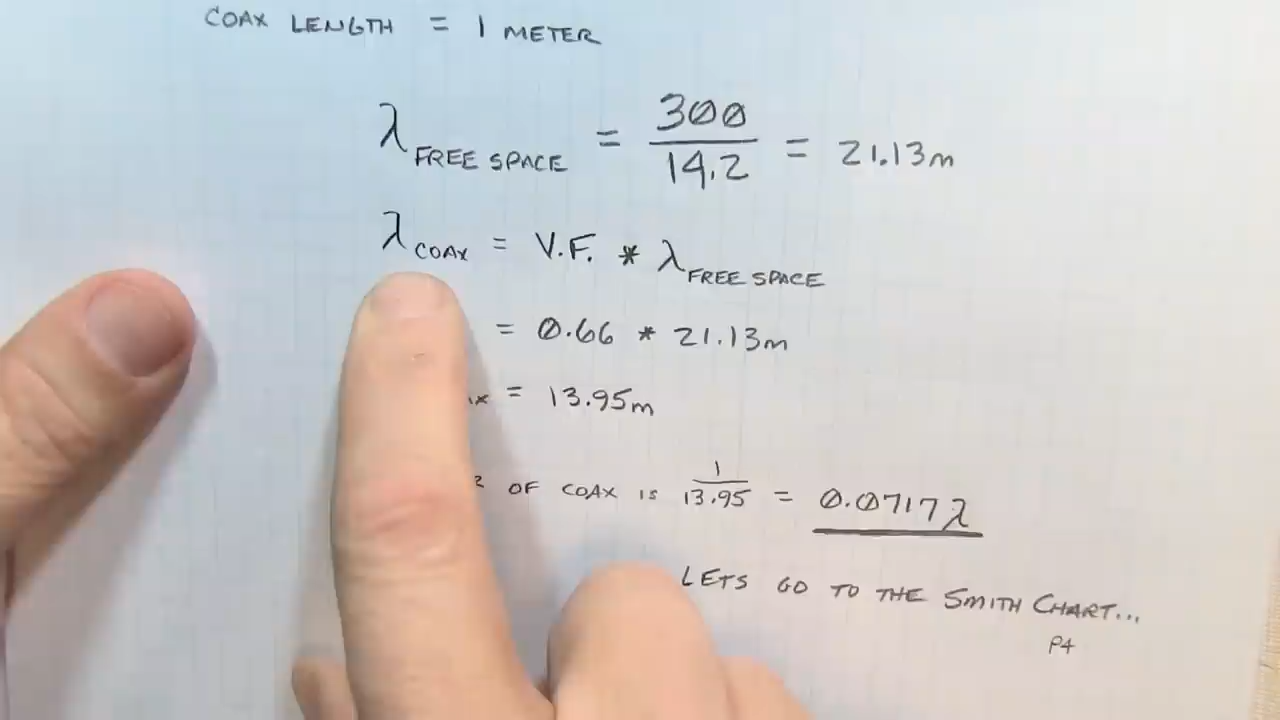 COAX LENGTH = 1 METER
λ FREE SPACE = 300/14.2 = 21.13m
λ COAX = V.F. * λ FREE SPACE
= 0.66 * 21.13m
= 13.95m
OF COAX IS 1/13.95 = 0.0717λ
LETS GO TO THE SMITH CHART...
P4